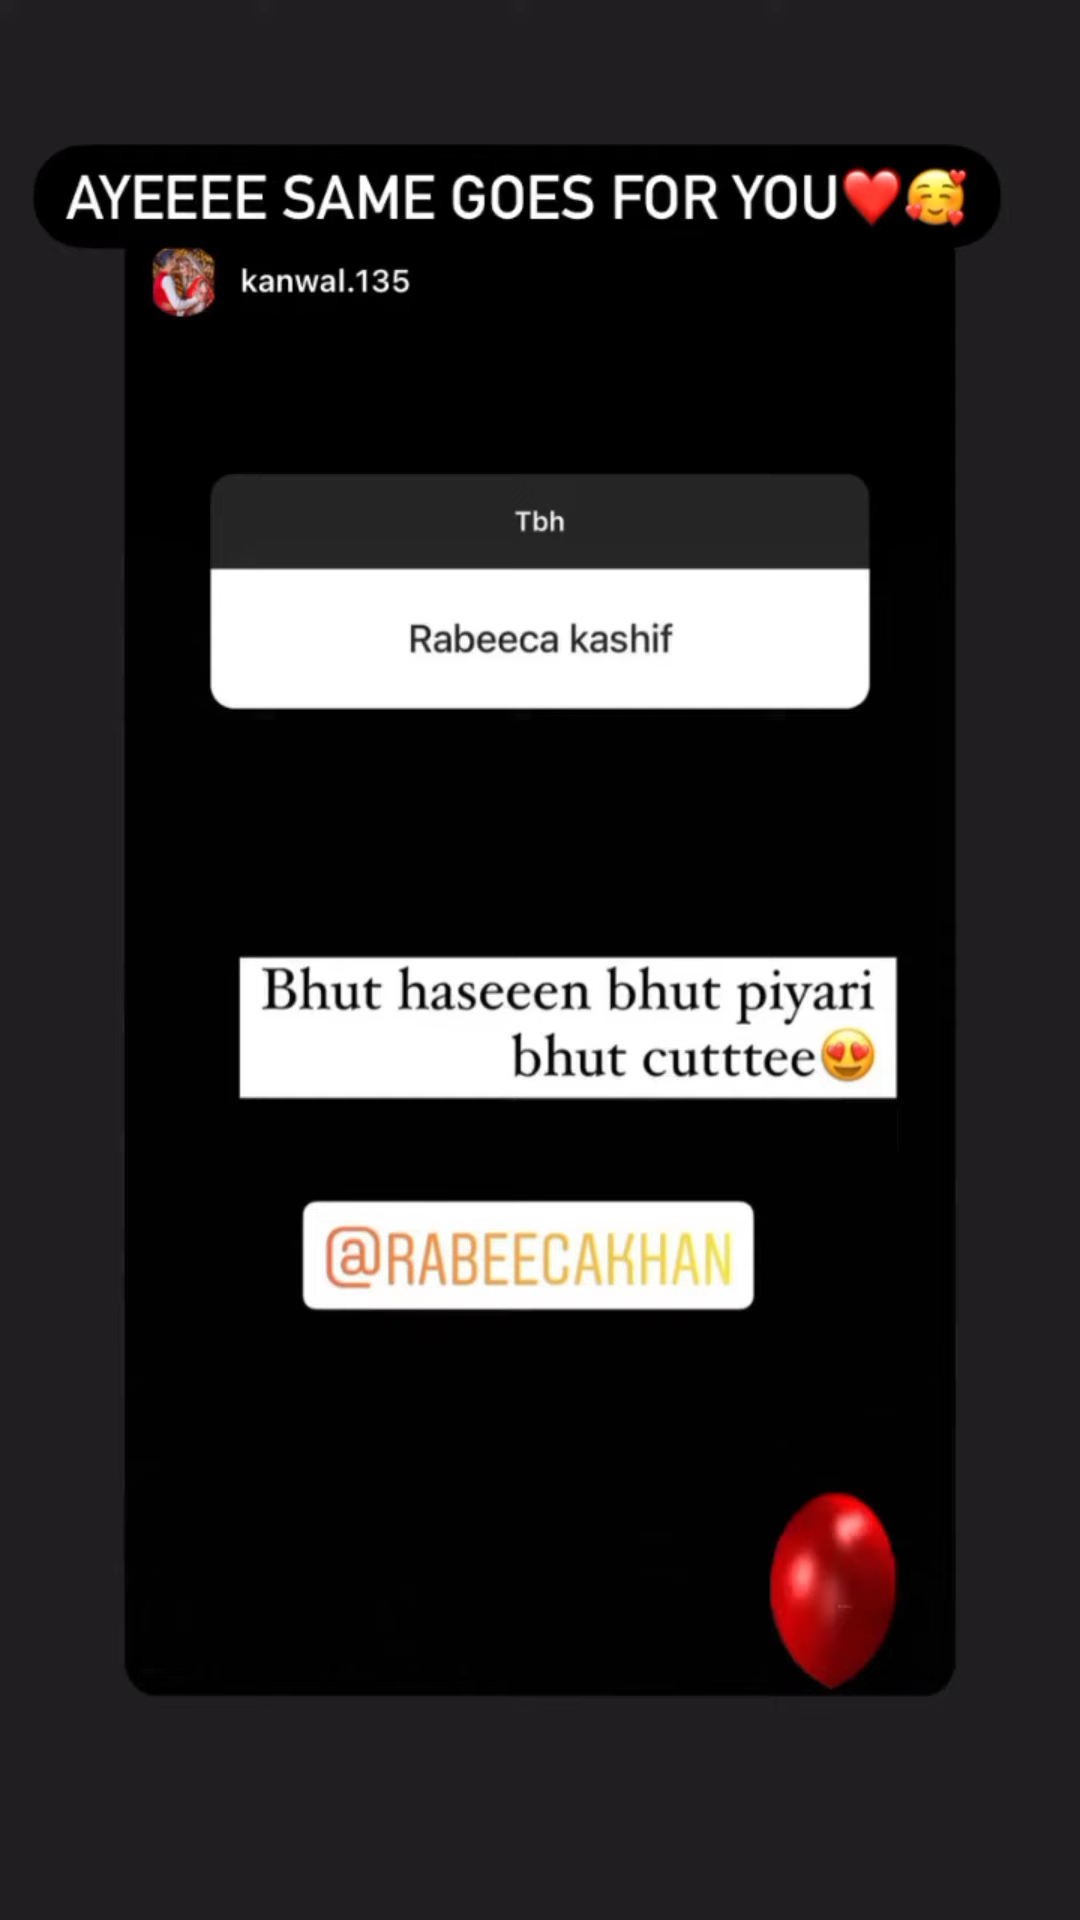 AYEEEE SAME GOES FOR YOU❤️🥰
kanwal.135
Tbh
Rabeeca kashif
Bhut haseeen bhut piyari
bhut cutttee😍
@RABEECAKHAN